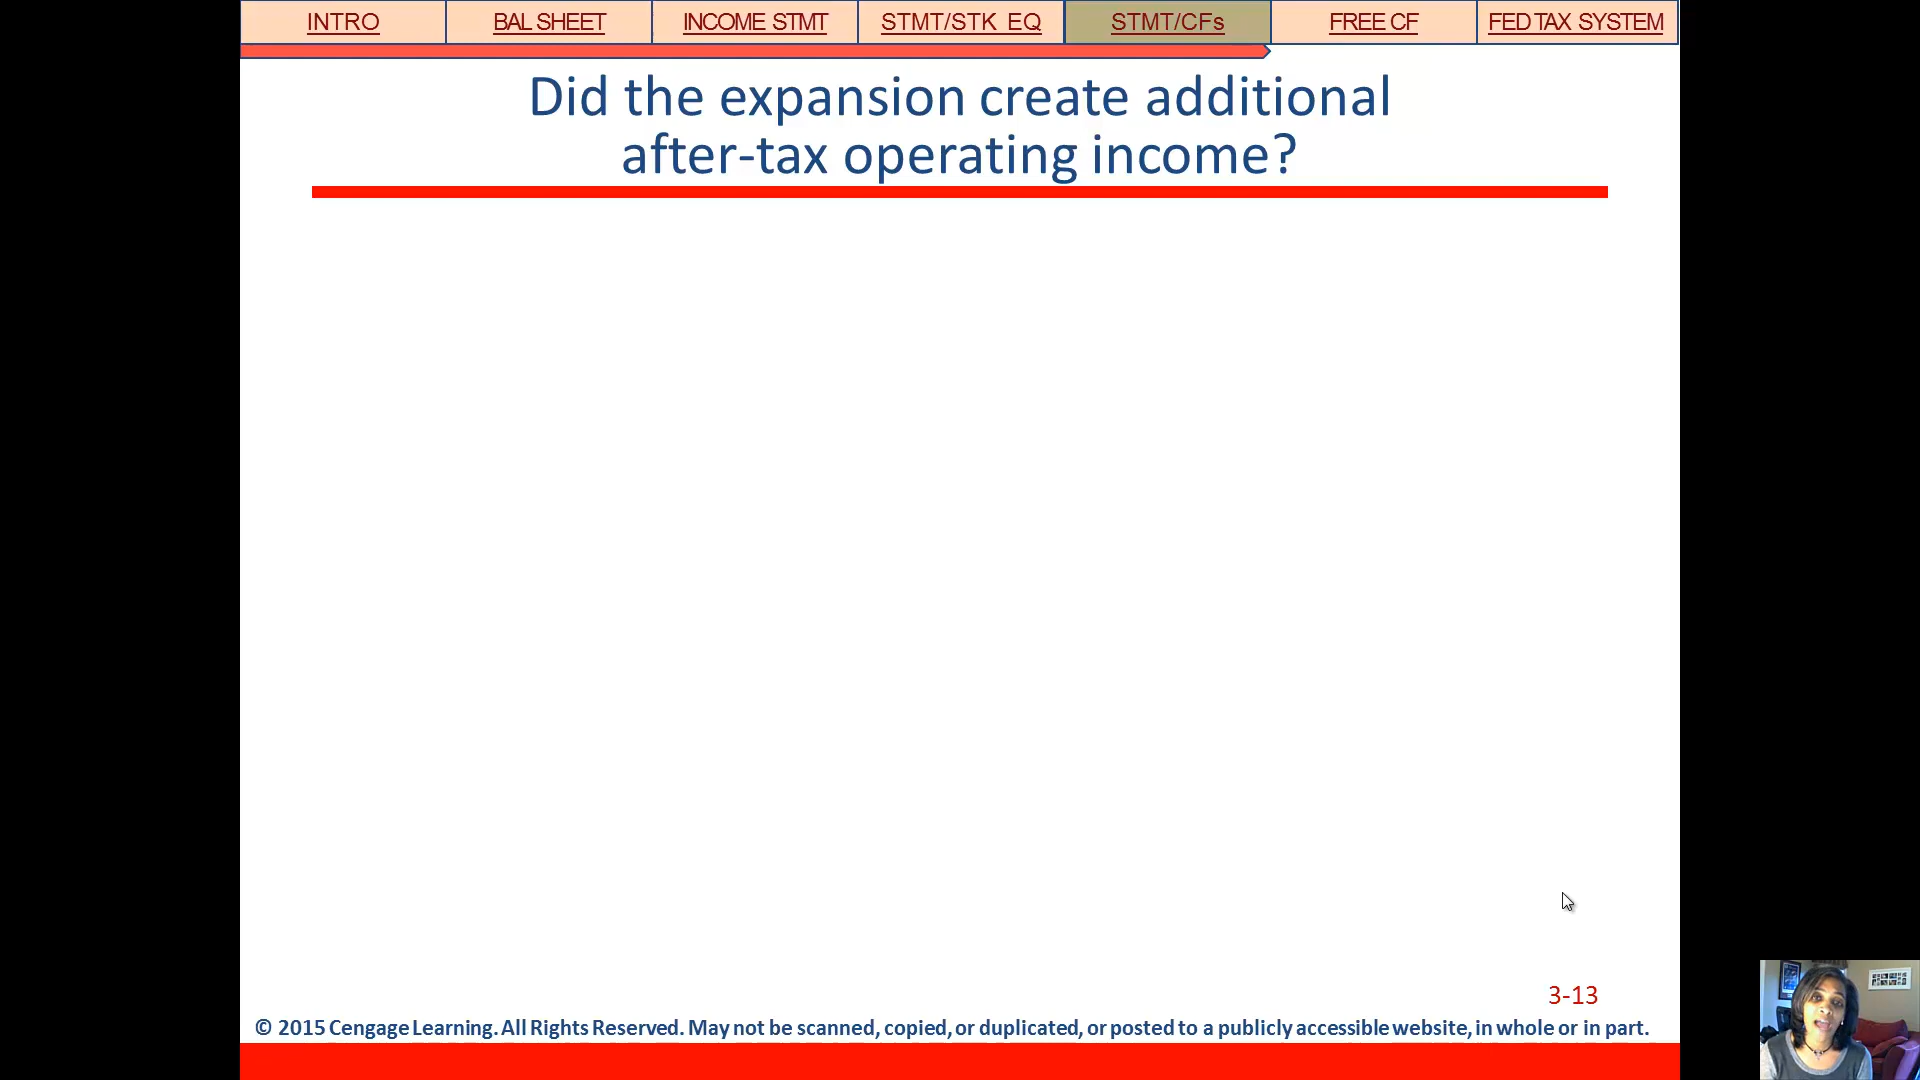 INTRO
BAL SHEET
INCOME STMT
STMT/STK EQ
STMT/CFs
FREE CF
FED TAX SYSTEM
Did the expansion create additional
after-tax operating income?
3-13
© 2015 Cengage Learning. All Rights Reserved. May not be scanned, copied, or duplicated, or posted to a publicly accessible website, in whole or in part.